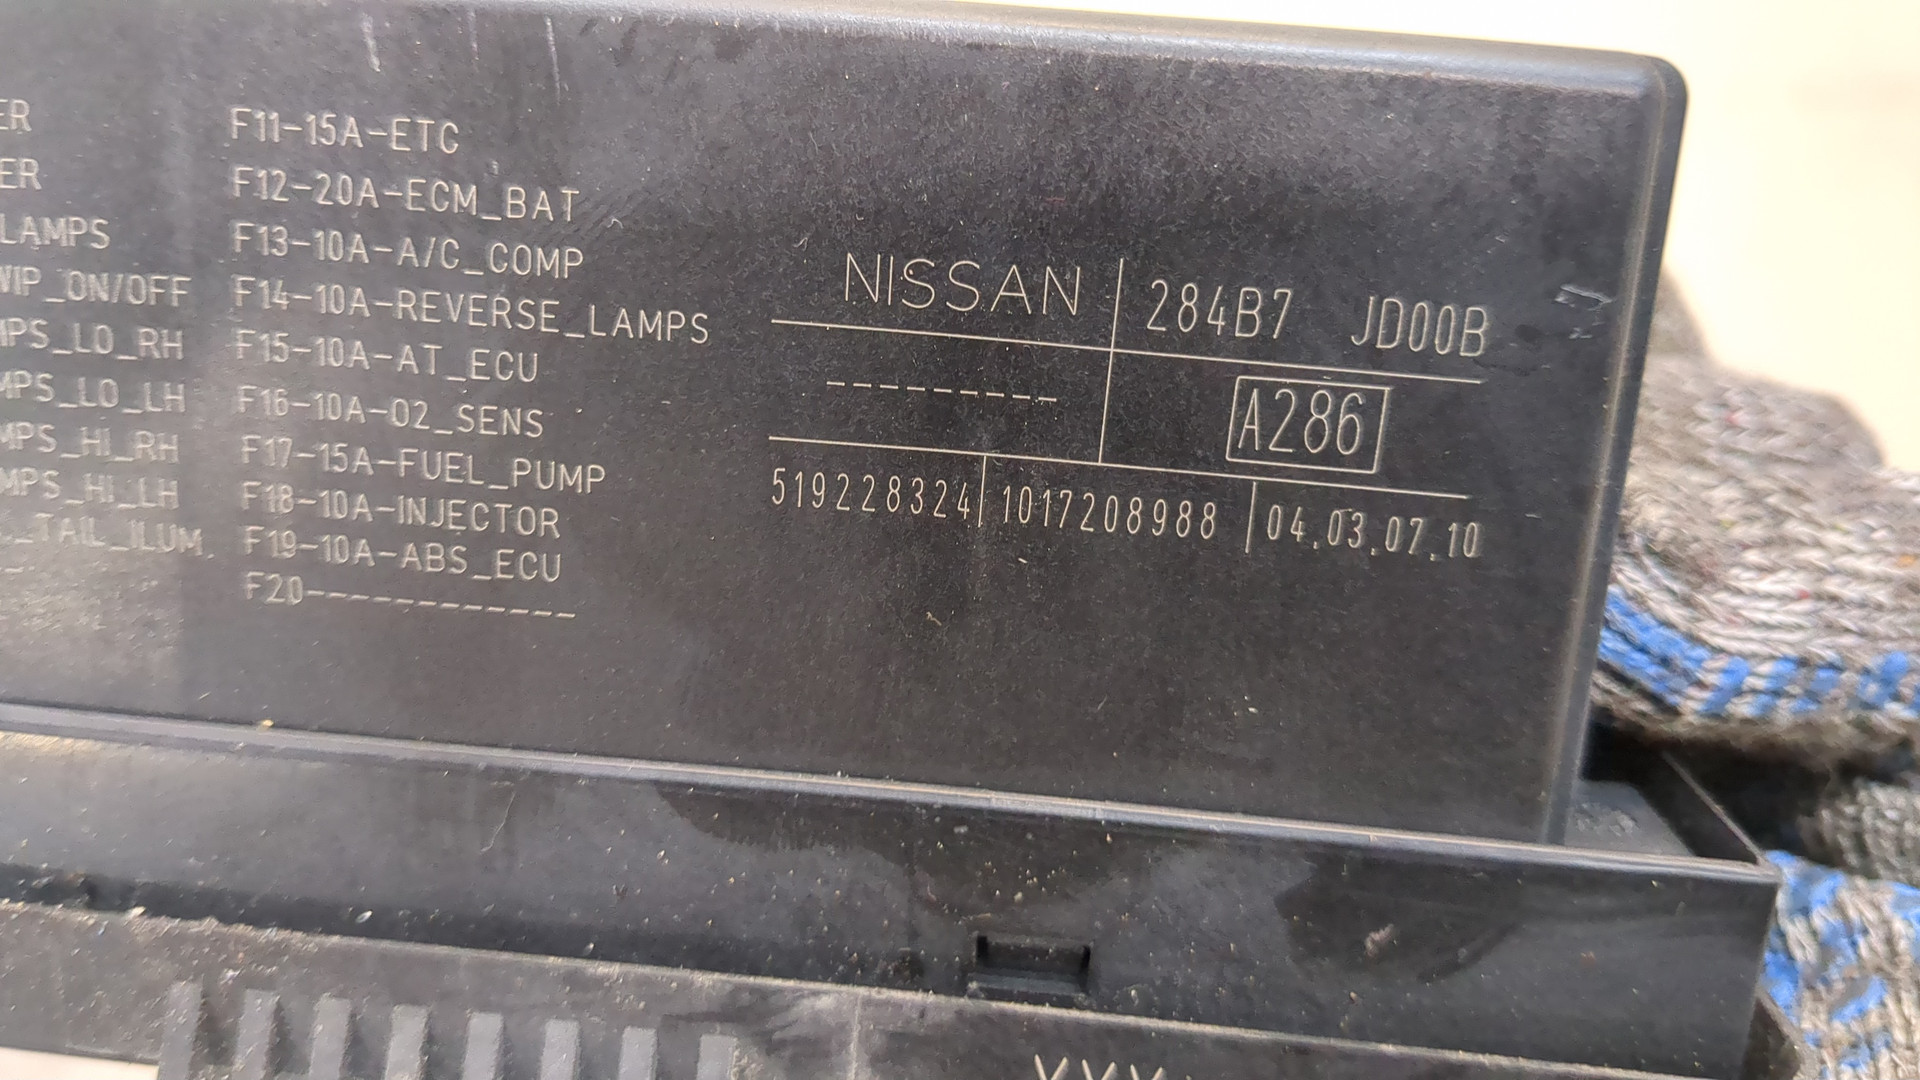 ER
ER
LAMPS
WIP_ON/OFF
MPS_LO_RH
MPS_LO_LH
MPS_HI_RH
MPS_HI_LH
_TAIL_ILUM.
F11-15A-ETC
F12-20A-ECM_BAT
F13-10A-A/C_COMP
F14-10A-REVERSE_LAMPS
F15-10A-AT_ECU
F16-10A-O2_SENS
F17-15A-FUEL_PUMP
F18-10A-INJECTOR
F19-10A-ABS_ECU
F20------------
NISSAN 284B7 JD00B
--------- A286
519228324 1017208988 04.03.07.10